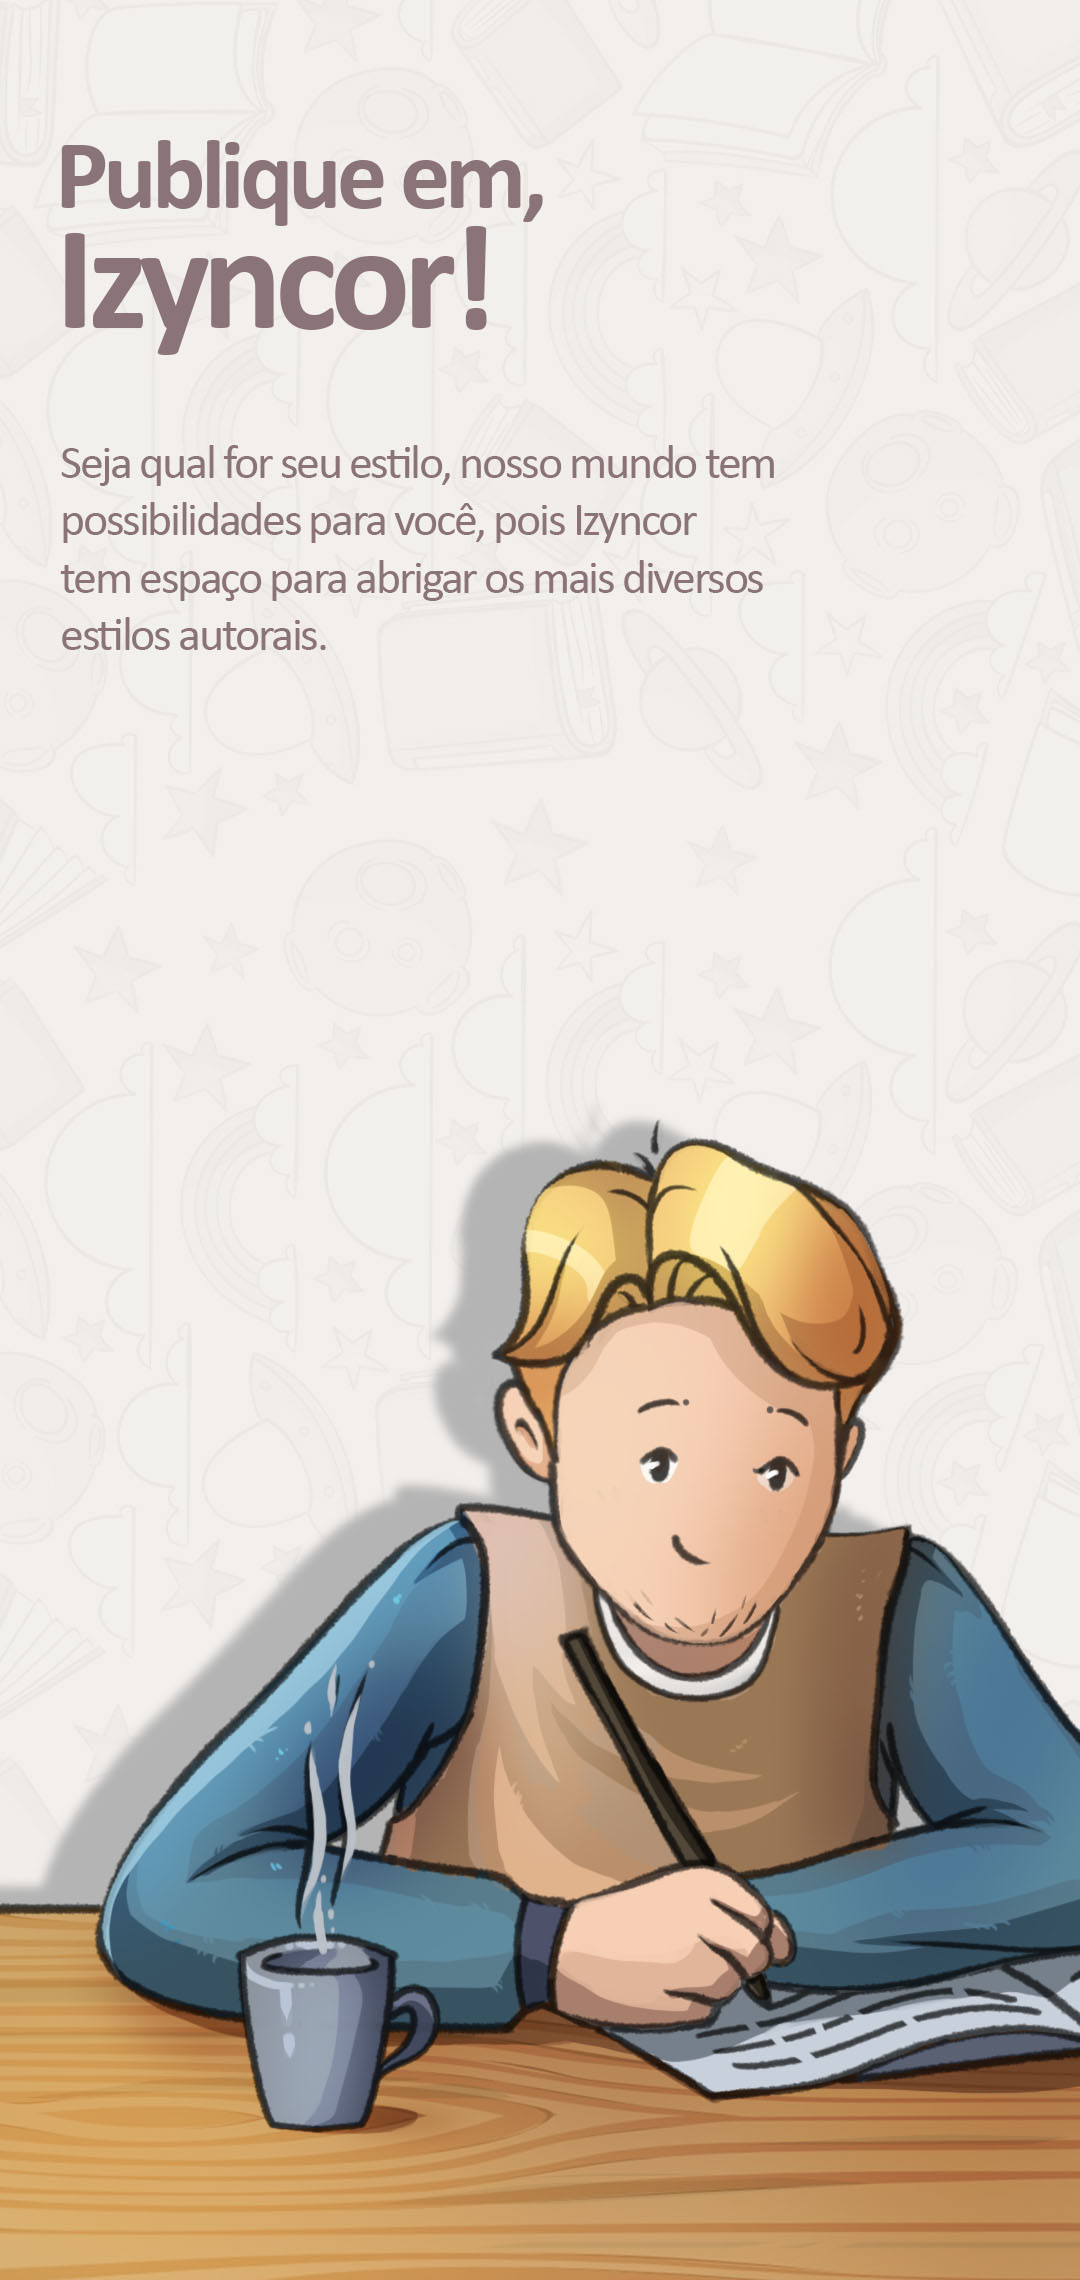 Publique em,
Izyncor!
Seja qual for seu estilo, nosso mundo tem
possibilidades para você, pois Izyncor
tem espaço para abrigar os mais diversos
estilos autorais.